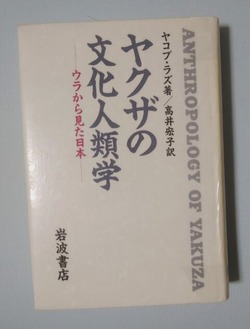 ヤクザの
文化人類学
ウラから見た日本
ヤコブ・ラズ著/高井宏子訳
岩波書店
ANTHROPOLOGY OF YAKUZA